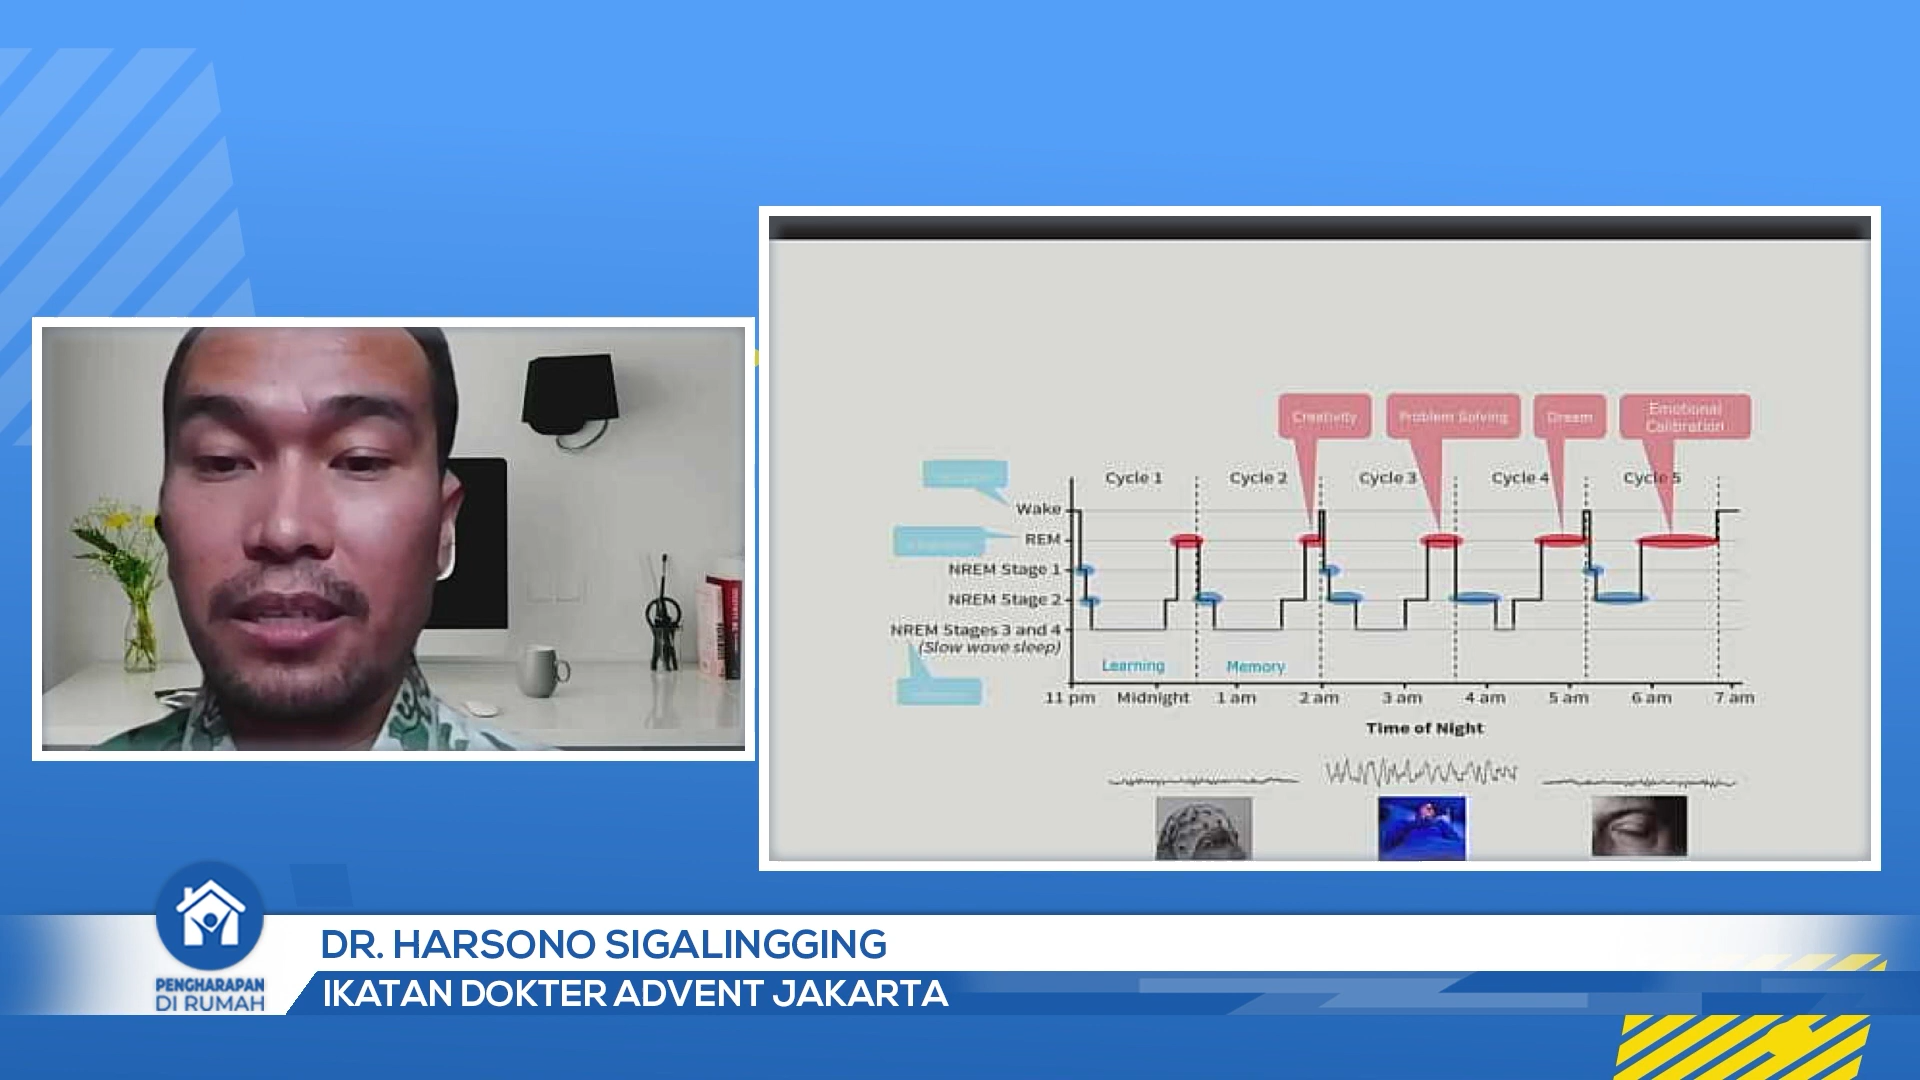 Creativity
Problem Solving
Dream
Emotional
Calibration
Cycle 1
Cycle 2
Cycle 3
Cycle 4
Cycle 5
Wake
REM
NREM Stage 1
NREM Stage 2
NREM Stages 3 and 4
(Slow wave sleep)
Learning
Memory
11 pm
Midnight
1 am
2 am
3 am
4 am
5 am
6 am
7 am
Time of Night
DR. HARSONO SIGALINGGING
IKATAN DOKTER ADVENT JAKARTA
PENGHARAPAN
DI RUMAH